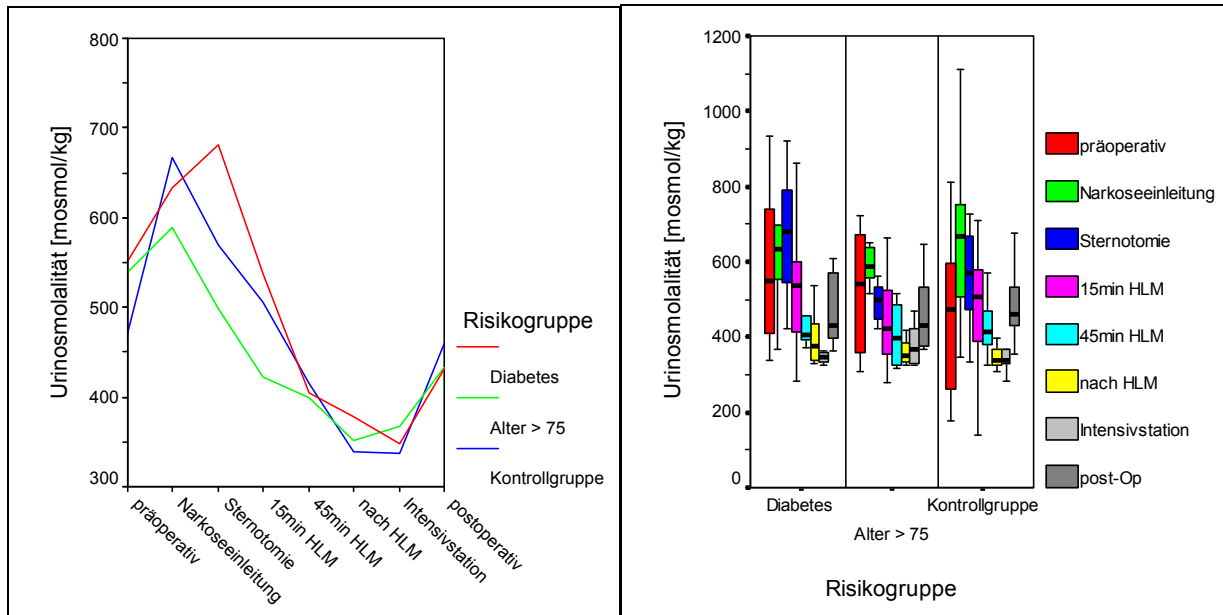 800
700
600
500
400
300
Urinosmolalität [mosmol/kg]
präoperativ
Narkoseeinleitung
Sternotomie
15min HLM
45min HLM
nach HLM
Intensivstation
postoperativ
Risikogruppe
Diabetes
Alter > 75
Kontrollgruppe
1200
1000
800
600
400
200
0
Urinosmolalität [mosmol/kg]
Diabetes
Alter > 75
Kontrollgruppe
Risikogruppe
präoperativ
Narkoseeinleitung
Sternotomie
15min HLM
45min HLM
nach HLM
Intensivstation
post-Op